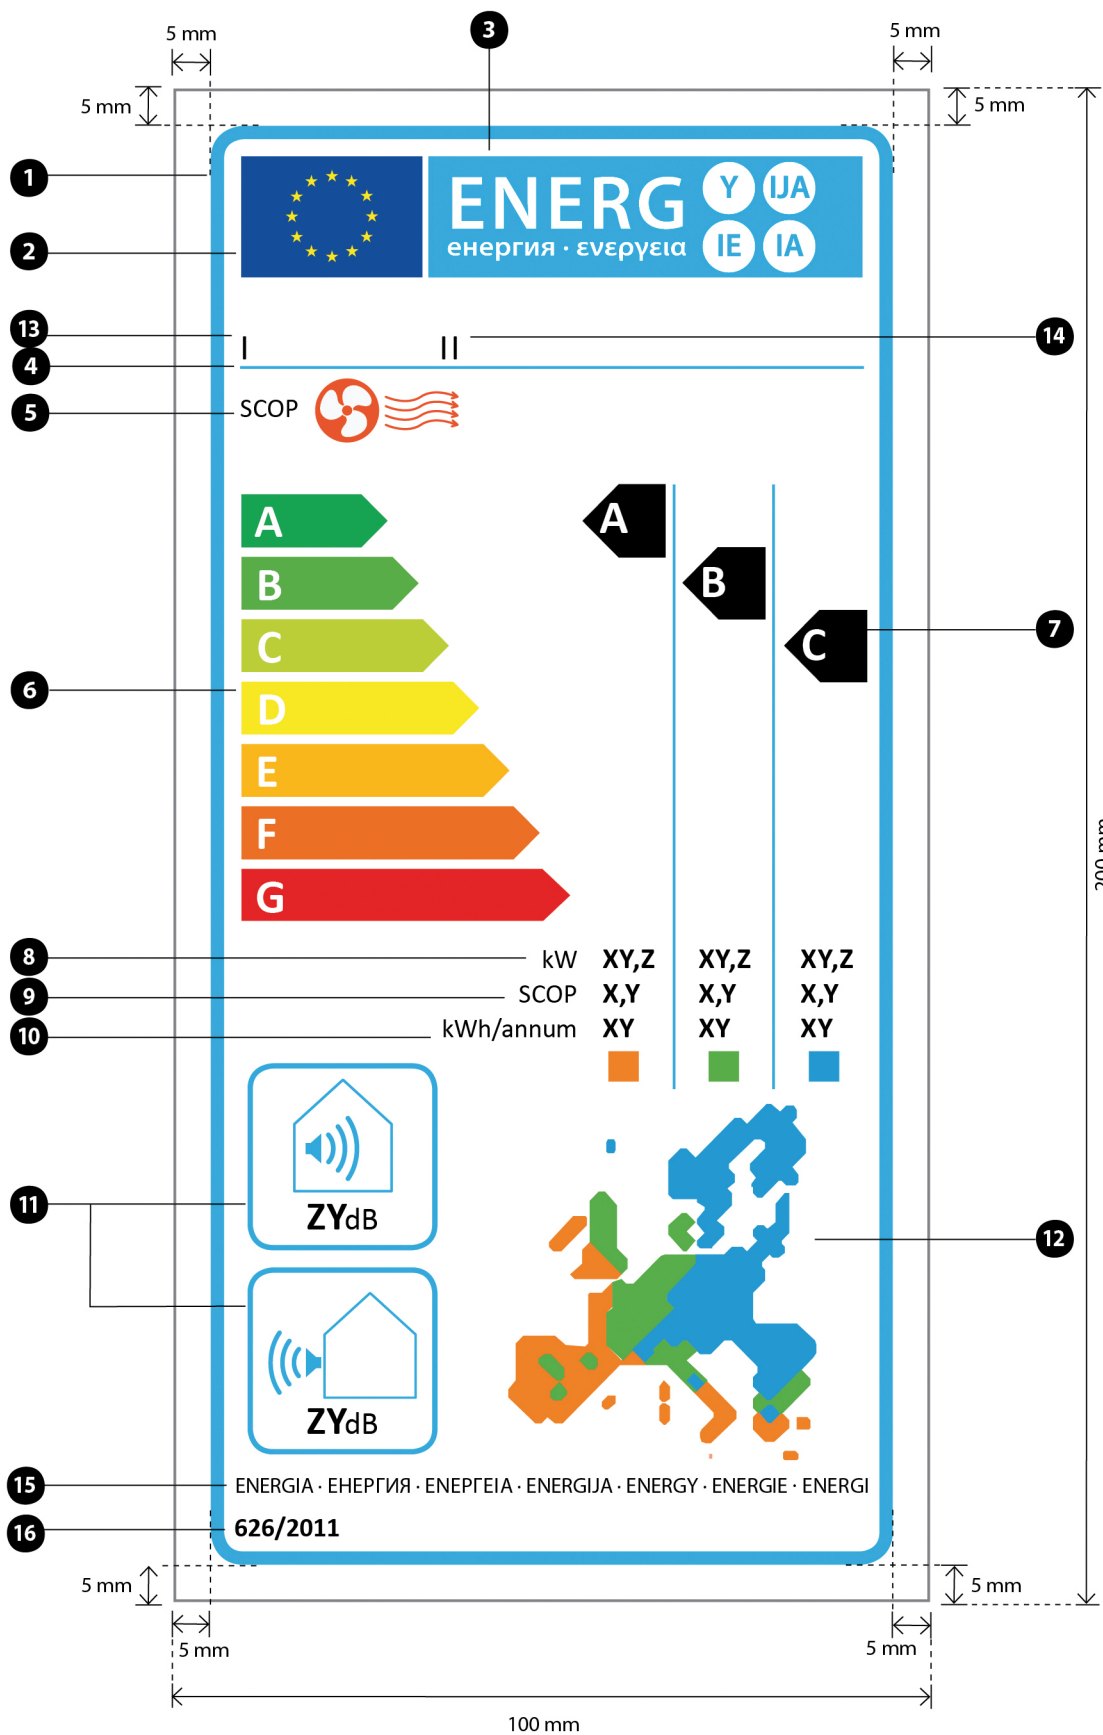 3
5 mm
5 mm
5 mm
5 mm
1
ENERG
Y
IJA
2
енергия · ενεργεια
IE
IA
13
I
II
14
4
5
SCOP
A
A
B
B
C
C
7
6
D
E
F
G
200 mm
8
kW
XY,Z
XY,Z
XY,Z
9
SCOP
X,Y
X,Y
X,Y
10
kWh/annum
XY
XY
XY
11
ZYdB
12
ZYdB
15
ENERGIA · ЕНЕРГИЯ · ΕΝΕΡΓΕΙΑ · ENERGIJA · ENERGY · ENERGIE · ENERGI
16
626/2011
5 mm
5 mm
5 mm
5 mm
100 mm